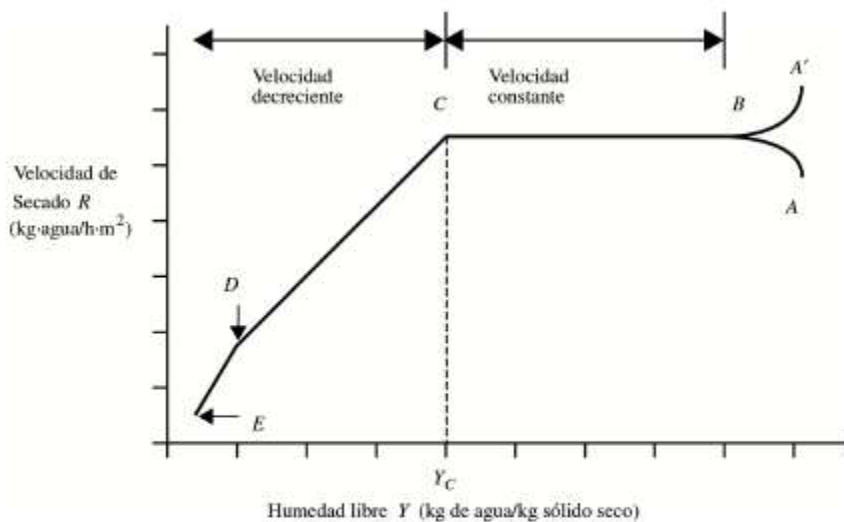 Velocidad
decreciente
Velocidad
constante
A′
C
B
Velocidad de
Secado R
(kg·agua/h·m²)
A
D
E
Y_C
Humedad libre Y (kg de agua/kg sólido seco)